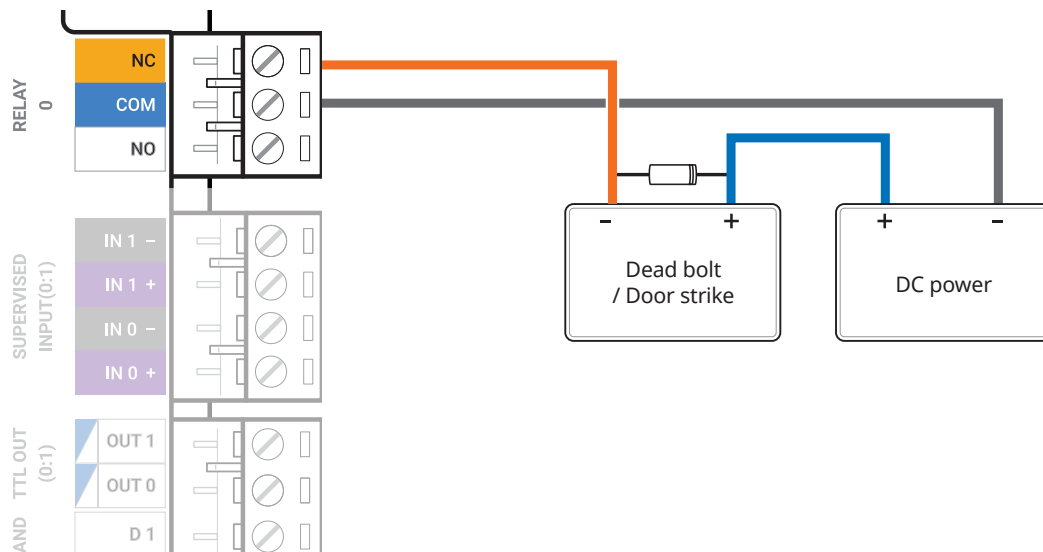 RELAY
0
NC
COM
NO
SUPERVISED
INPUT(0:1)
IN 1 –
IN 1 +
IN 0 –
IN 0 +
TTL OUT
(0:1)
OUT 1
OUT 0
AND
D 1
- +
Dead bolt
/ Door strike
+ -
DC power